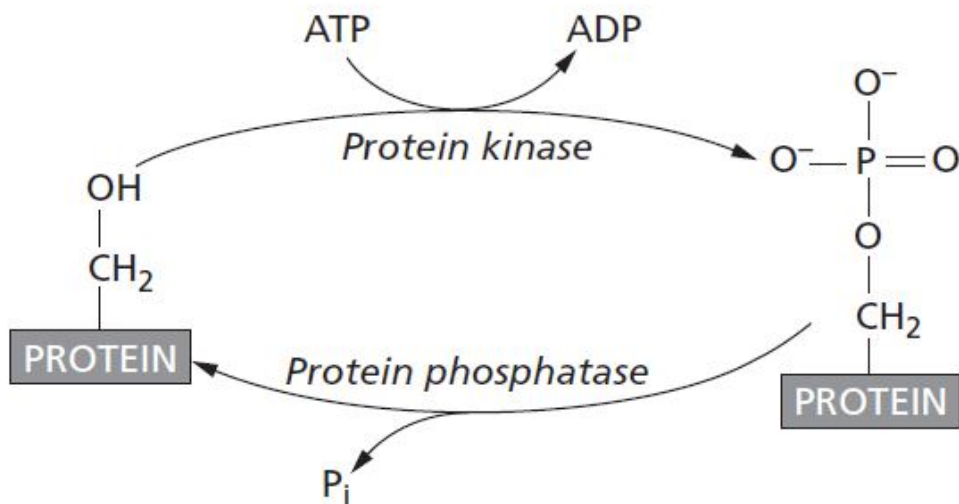 ATP
ADP
Protein kinase
OH
CH₂
PROTEIN
O⁻
O⁻ P O
O
CH₂
PROTEIN
Protein phosphatase
Pᵢ